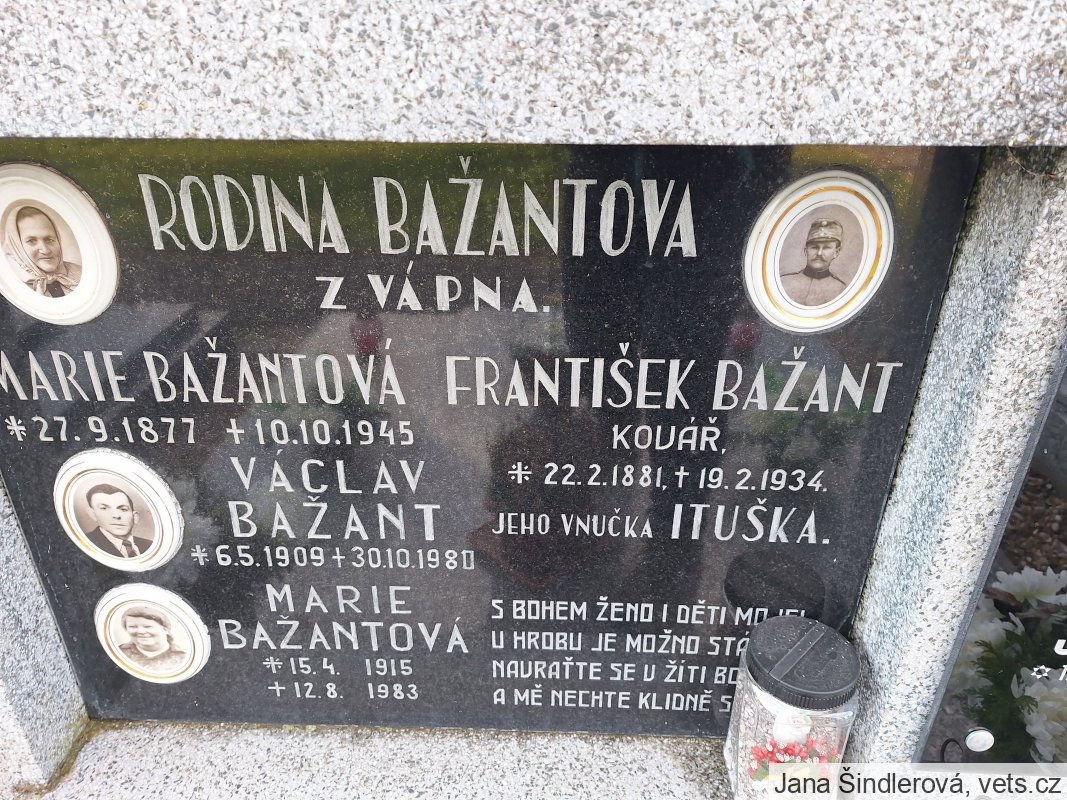 RODINA BAŽANTOVA
Z VÁPNA.
MARIE BAŽANTOVÁ
* 27.9.1877 + 10.10.1945
VÁCLAV
BAŽANT
* 6.5.1909 + 30.10.1980
MARIE
BAŽANTOVÁ
* 15.4. 1915
+ 12.8. 1983
FRANTIŠEK BAŽANT
KOVÁŘ,
* 22.2.1881, † 19.2.1934.
JEHO VNUČKA ITUŠKA.
S BOHEM ŽENO I DĚTI
U HROBU JE MOŽNO
NAVRAŤTE SE V ŽITÍ
A MĚ NECHTE KLIDNĚ
Jana Šindlerová, vets.cz